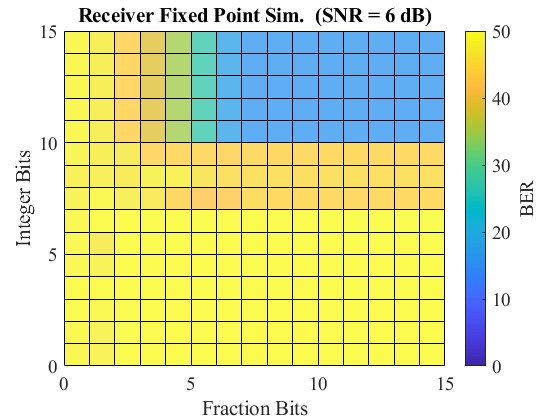 Receiver Fixed Point Sim. (SNR = 6 dB)
15
10
5
0
Integer Bits
0 5 10 15
Fraction Bits
50
40
30
20
10
0
BER